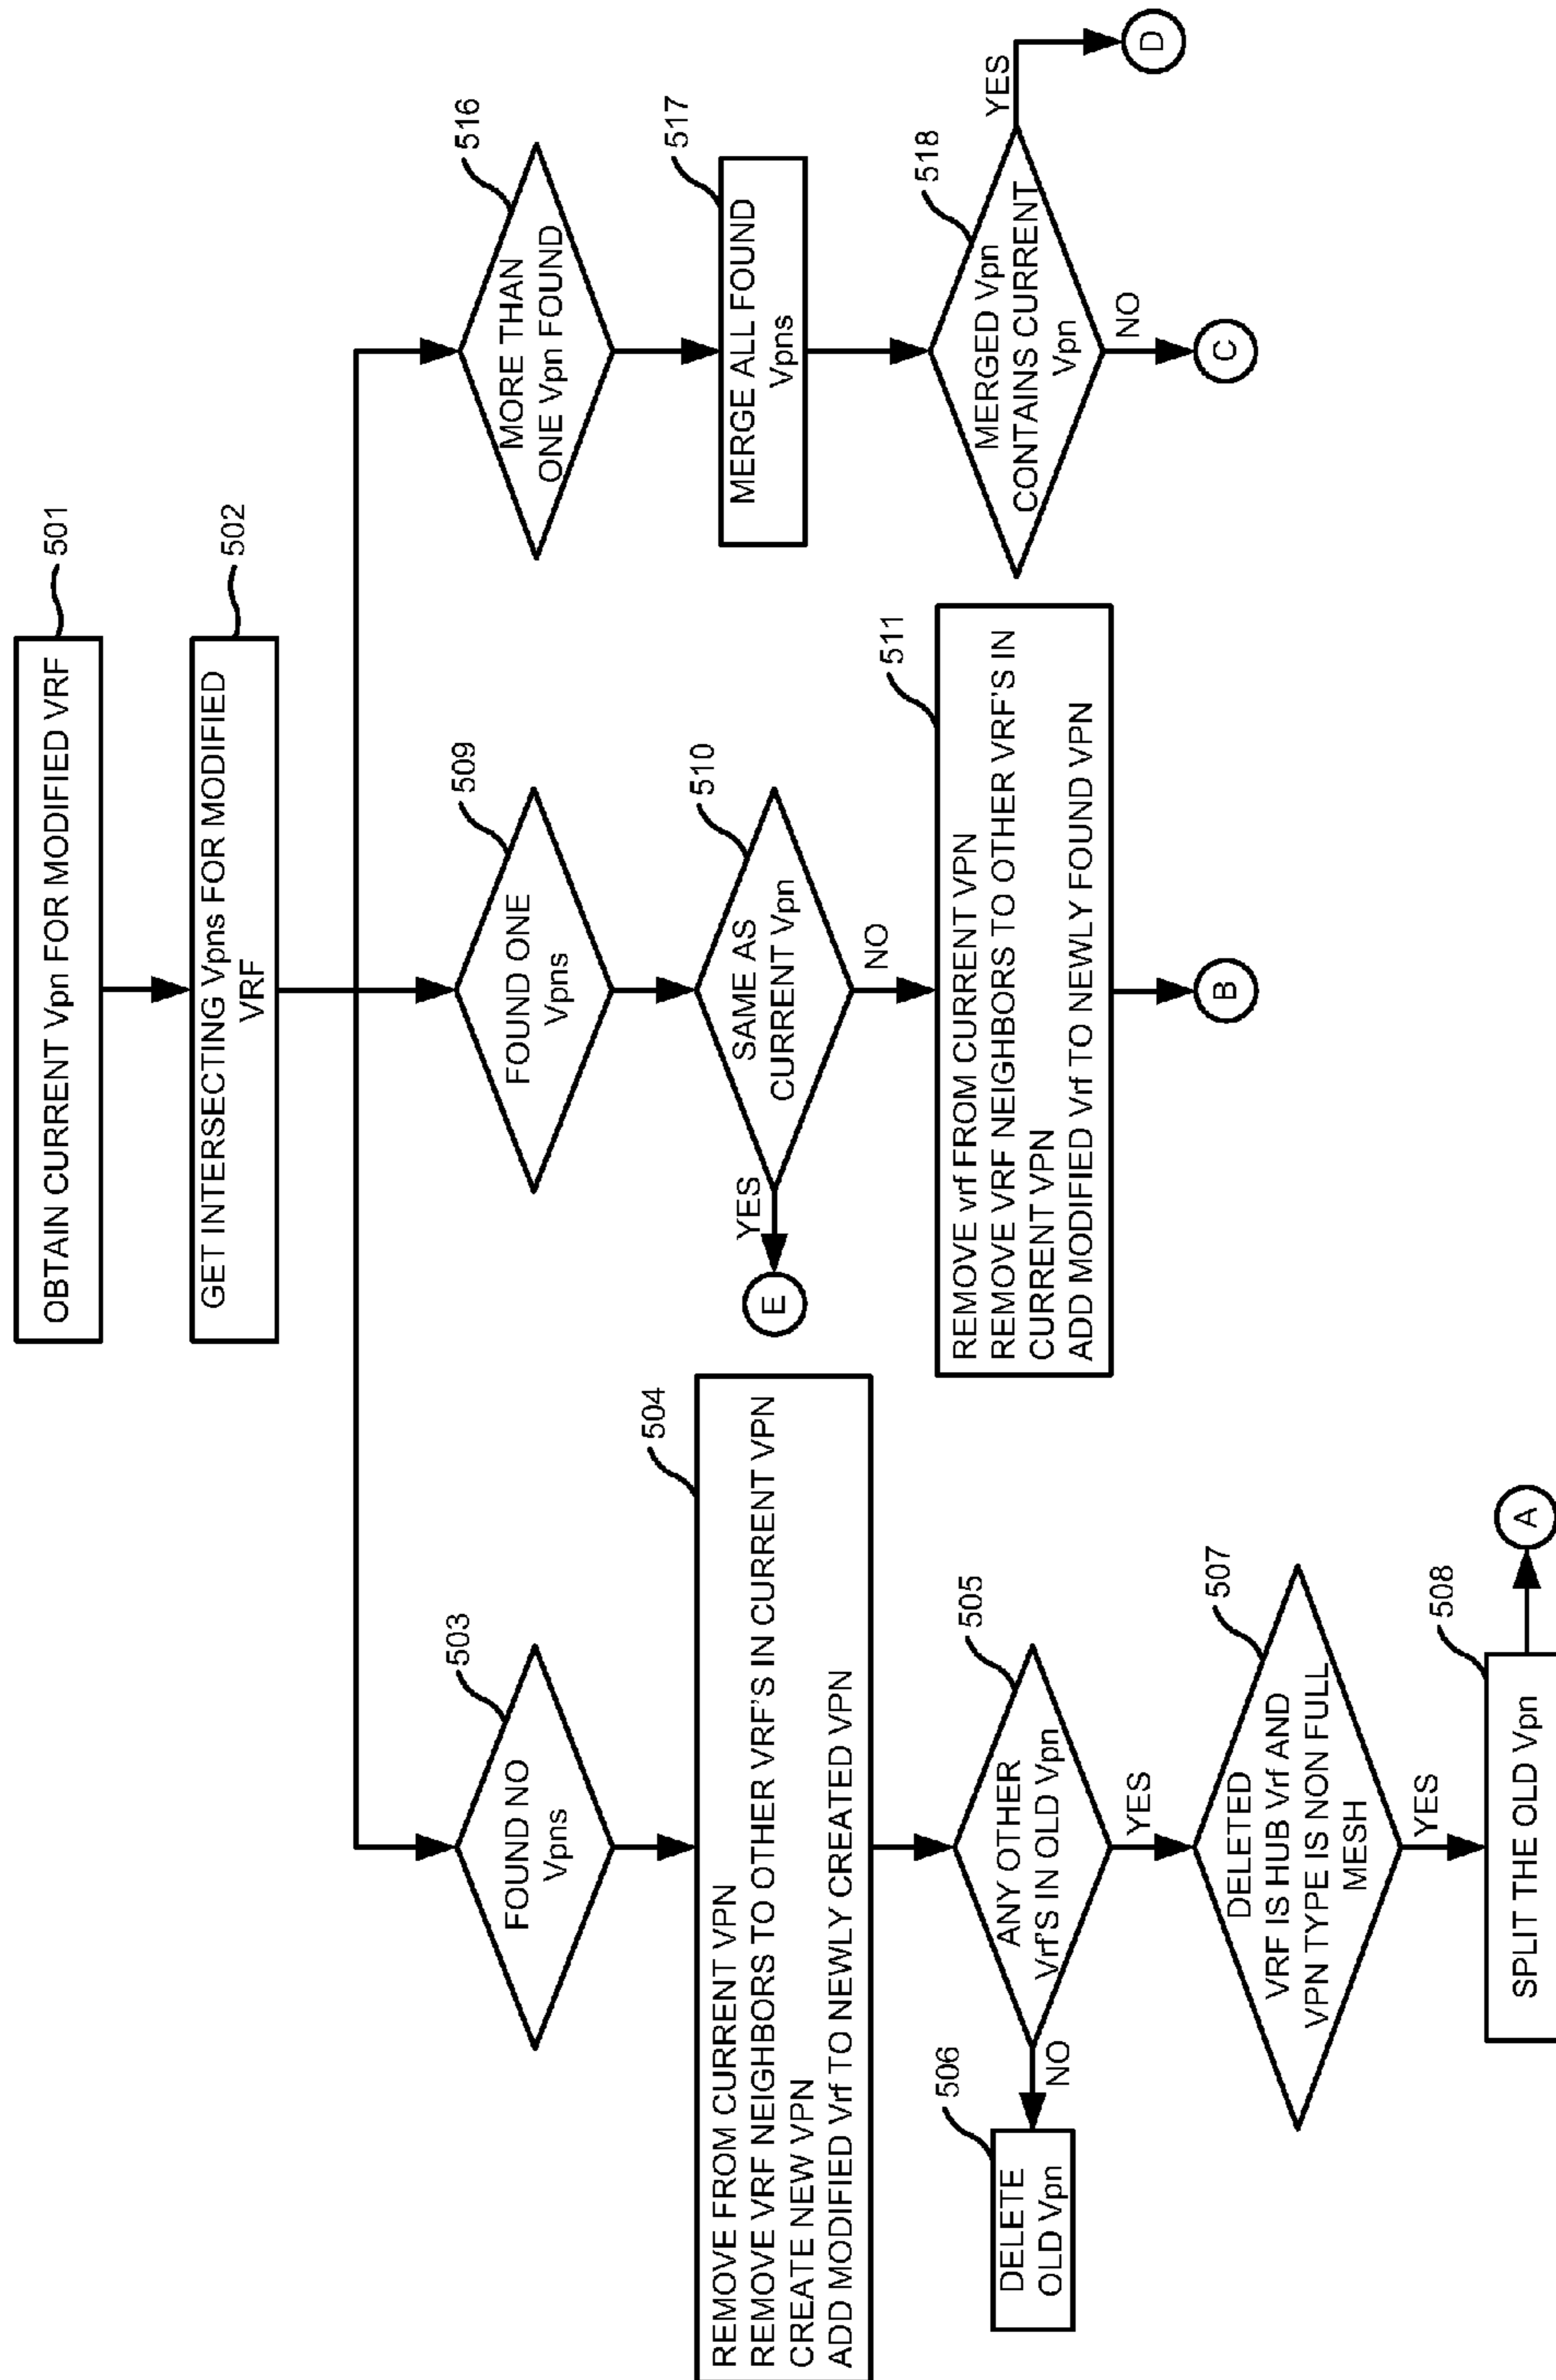 OBTAIN CURRENT Vpn FOR MODIFIED VRF
501
GET INTERSECTING Vpns FOR MODIFIED
VRF
502
FOUND NO
Vpns
503
REMOVE FROM CURRENT VPN
REMOVE VRF NEIGHBORS TO OTHER VRF'S IN CURRENT VPN
CREATE NEW VPN
ADD MODIFIED Vrf TO NEWLY CREATED VPN
504
ANY OTHER
Vrf'S IN OLD Vpn
505
NO
YES
DELETE
OLD Vpn
506
DELETED
VRF IS HUB Vrf AND
VPN TYPE IS NON FULL
MESH
507
YES
SPLIT THE OLD Vpn
508
A
FOUND ONE
Vpns
509
SAME AS
CURRENT Vpn
510
YES
E
NO
REMOVE vrf FROM CURRENT VPN
REMOVE VRF NEIGHBORS TO OTHER VRF'S IN
CURRENT VPN
ADD MODIFIED Vrf TO NEWLY FOUND VPN
511
B
MORE THAN
ONE Vpn FOUND
516
MERGE ALL FOUND
Vpns
517
MERGED Vpn
CONTAINS CURRENT
Vpn
518
YES
D
NO
C